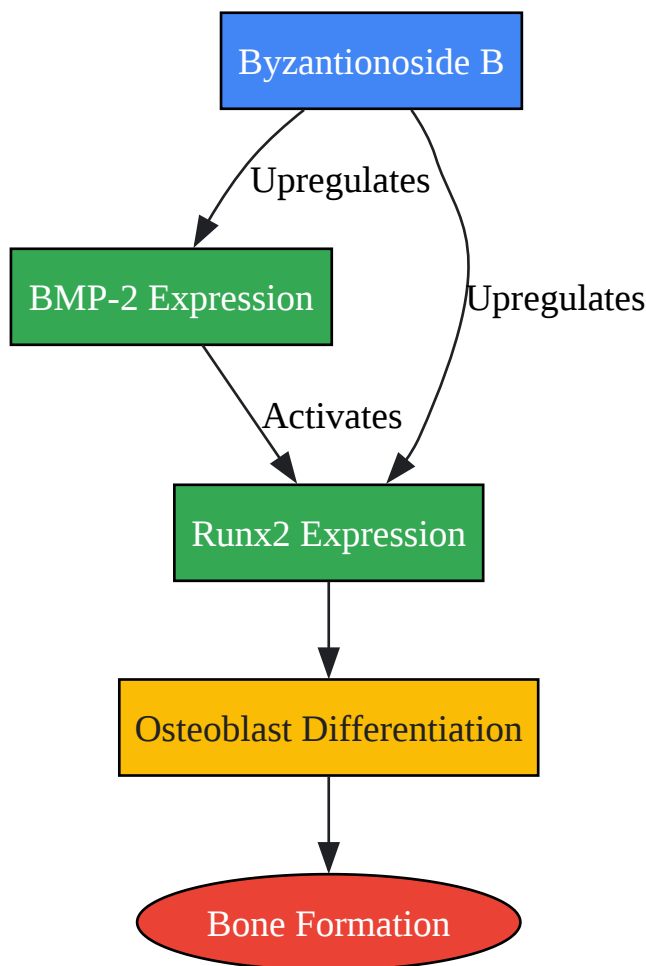 Byzantionoside B
Upregulates
BMP-2 Expression
Upregulates
Activates
Runx2 Expression
Osteoblast Differentiation
Bone Formation